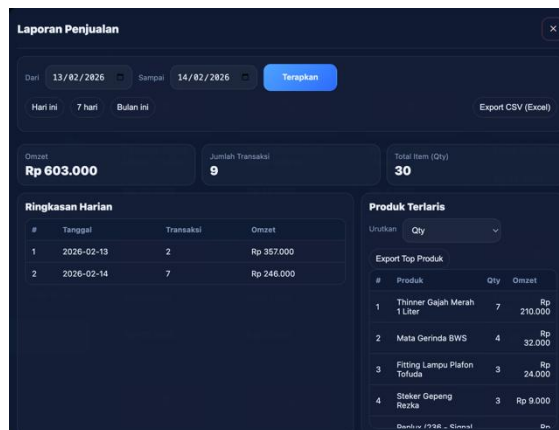 Laporan Penjualan
×
Dari 13/02/2026 Sampai 14/02/2026 Terapkan
Hari ini 7 hari Bulan ini Export CSV (Excel)
Omzet Jumlah Transaksi Total Item (Qty)
Rp 603.000 9 30
Ringkasan Harian
# Tanggal Transaksi Omzet
1 2026-02-13 2 Rp 357.000
2 2026-02-14 7 Rp 246.000
Produk Terlaris
Urutkan Qty
Export Top Produk
# Produk Qty Omzet
1 Thinner Gajah Merah 7 Rp
1 Liter 210.000
2 Mata Gerinda BWS 4 Rp
32.000
3 Fitting Lampu Plafon 3 Rp
Tofuda 24.000
4 Steker Gepeng 3 Rp 9.000
Rezka
(236 - Signal Rp